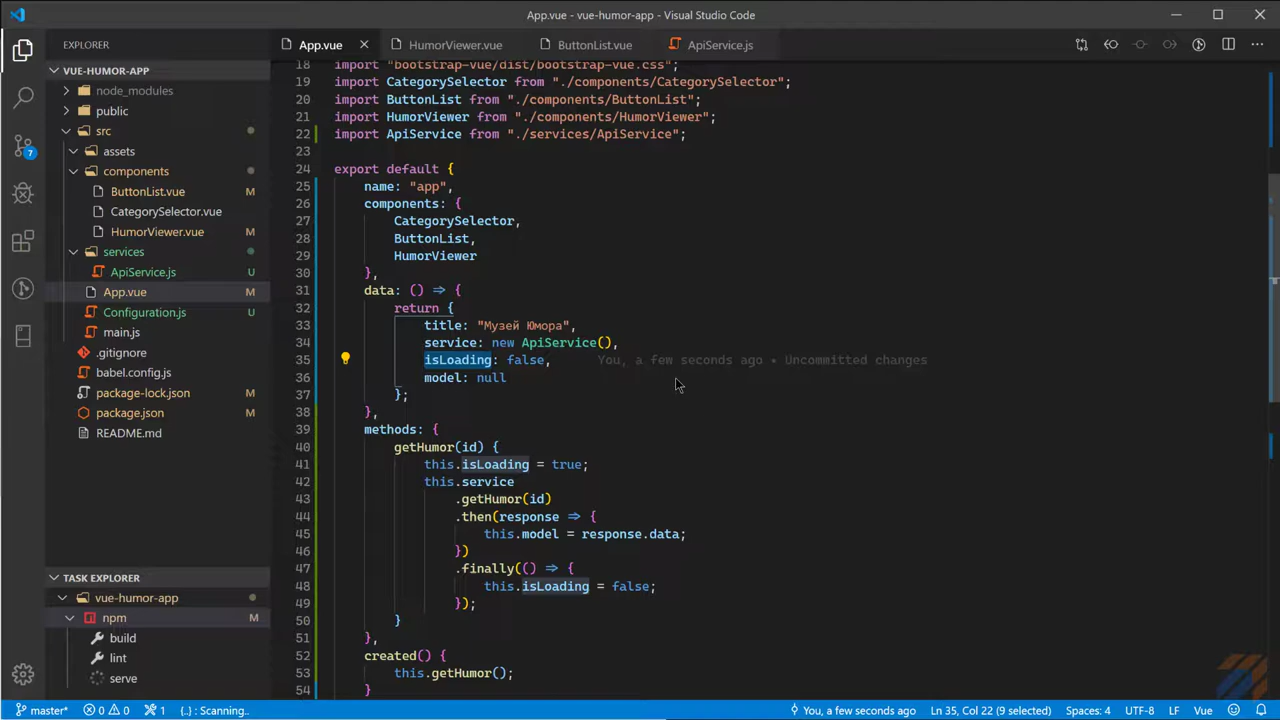 App.vue - vue-humor-app - Visual Studio Code
EXPLORER
VUE-HUMOR-APP
node_modules
public
src
assets
components
ButtonList.vue M
CategorySelector.vue
HumorViewer.vue M
services
ApiService.js U
App.vue M
Configuration.js U
main.js
.gitignore
babel.config.js
package-lock.json M
package.json M
README.md
TASK EXPLORER
vue-humor-app
npm M
build
lint
serve
7
App.vue HumorViewer.vue ButtonList.vue ApiService.js
18 import "bootstrap-vue/dist/bootstrap-vue.css";
19 import CategorySelector from "./components/CategorySelector";
20 import ButtonList from "./components/ButtonList";
21 import HumorViewer from "./components/HumorViewer";
22 import ApiService from "./services/ApiService";
23
24 export default {
25 name: "app",
26 components: {
27 CategorySelector,
28 ButtonList,
29 HumorViewer
30 },
31 data: () => {
32 return {
33 title: "Музей Юмора",
34 service: new ApiService(),
35 isLoading: false, You, a few seconds ago • Uncommitted changes
36 model: null
37 };
38 },
39 methods: {
40 getHumor(id) {
41 this.isLoading = true;
42 this.service
43 .getHumor(id)
44 .then(response => {
45 this.model = response.data;
46 })
47 .finally(() => {
48 this.isLoading = false;
49 });
50 }
51 },
52 created() {
53 this.getHumor();
54 }
master* 0 0 1 {..} : Scanning.. You, a few seconds ago Ln 35, Col 22 (9 selected) Spaces: 4 UTF-8 LF Vue